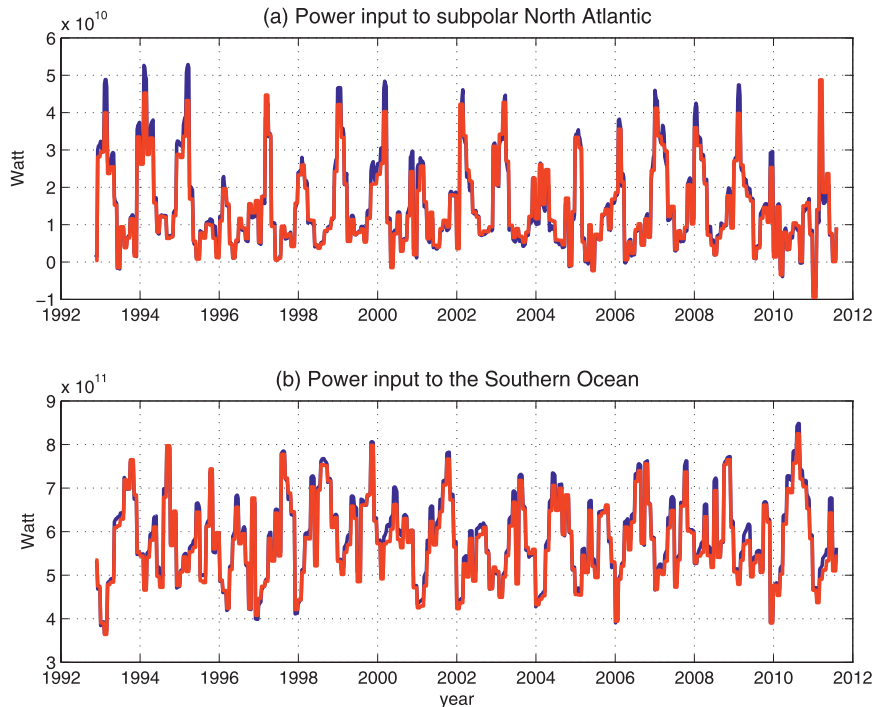 (a) Power input to subpolar North Atlantic
x 10^10
6
5
4
3
2
1
0
−1
Watt
1992 1994 1996 1998 2000 2002 2004 2006 2008 2010 2012
(b) Power input to the Southern Ocean
x 10^11
9
8
7
6
5
4
3
Watt
1992 1994 1996 1998 2000 2002 2004 2006 2008 2010 2012
year